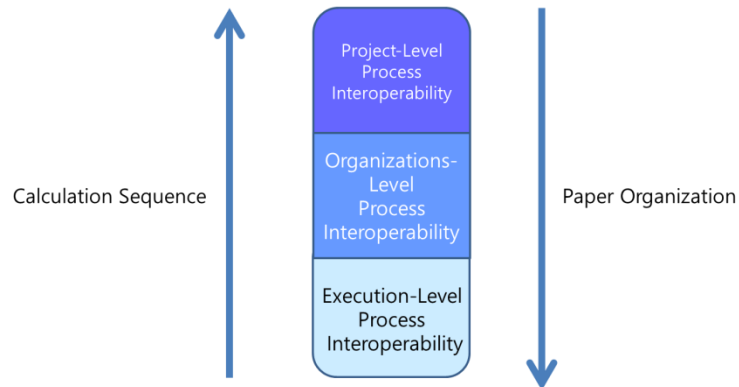 Project-Level
Process
Interoperability
Organizations-
Level
Process
Interoperability
Calculation Sequence
Paper Organization
Execution-Level
Process
Interoperability